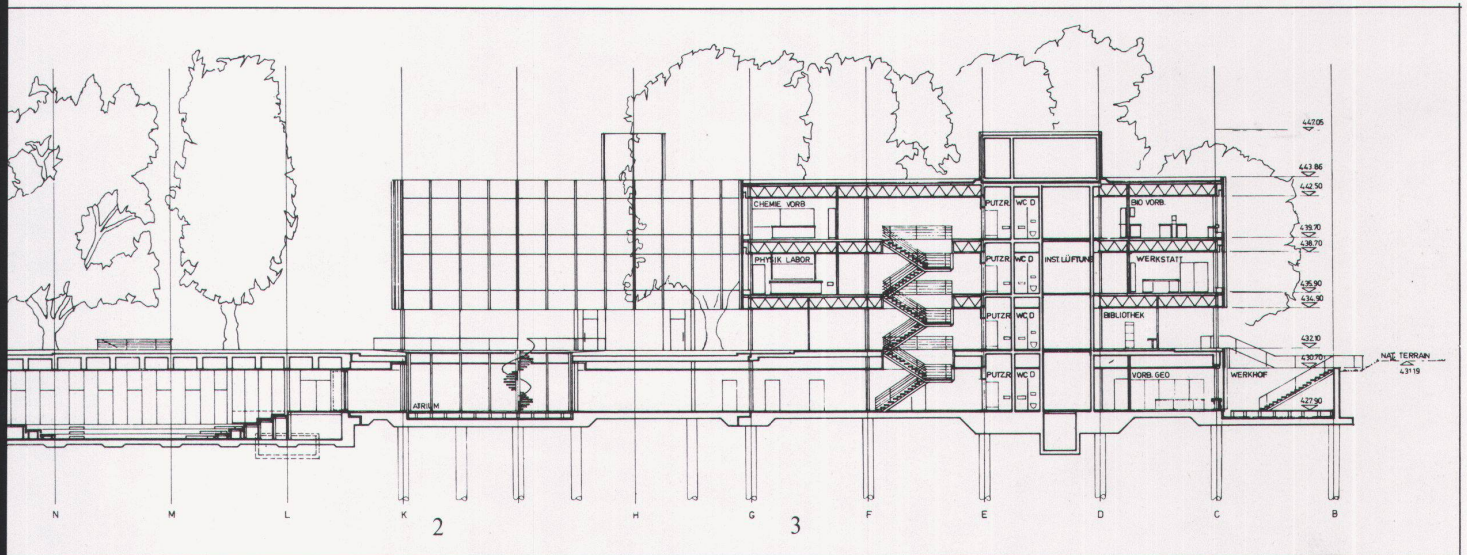 447.05
443.86
442.50
CHEMIE VORB
PUTZR. WC D
BIO VORB.
439.70
438.70
PHYSIK LABOR
PUTZR. WC D
INST. LÜFTUNG
WERKSTATT
435.90
434.90
PUTZR. WC D
BIBLIOTHEK
432.10
430.70
NAT. TERRAIN
431.19
PUTZR. WC D
VORB. GEO
WERKHOF
ATRIUM
427.90
N M L K H G F E D C B
2 3